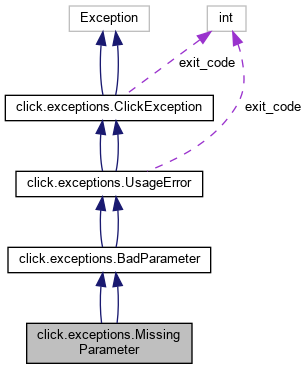 Exception
int
exit_code
click.exceptions.ClickException
exit_code
click.exceptions.UsageError
click.exceptions.BadParameter
click.exceptions.Missing
Parameter